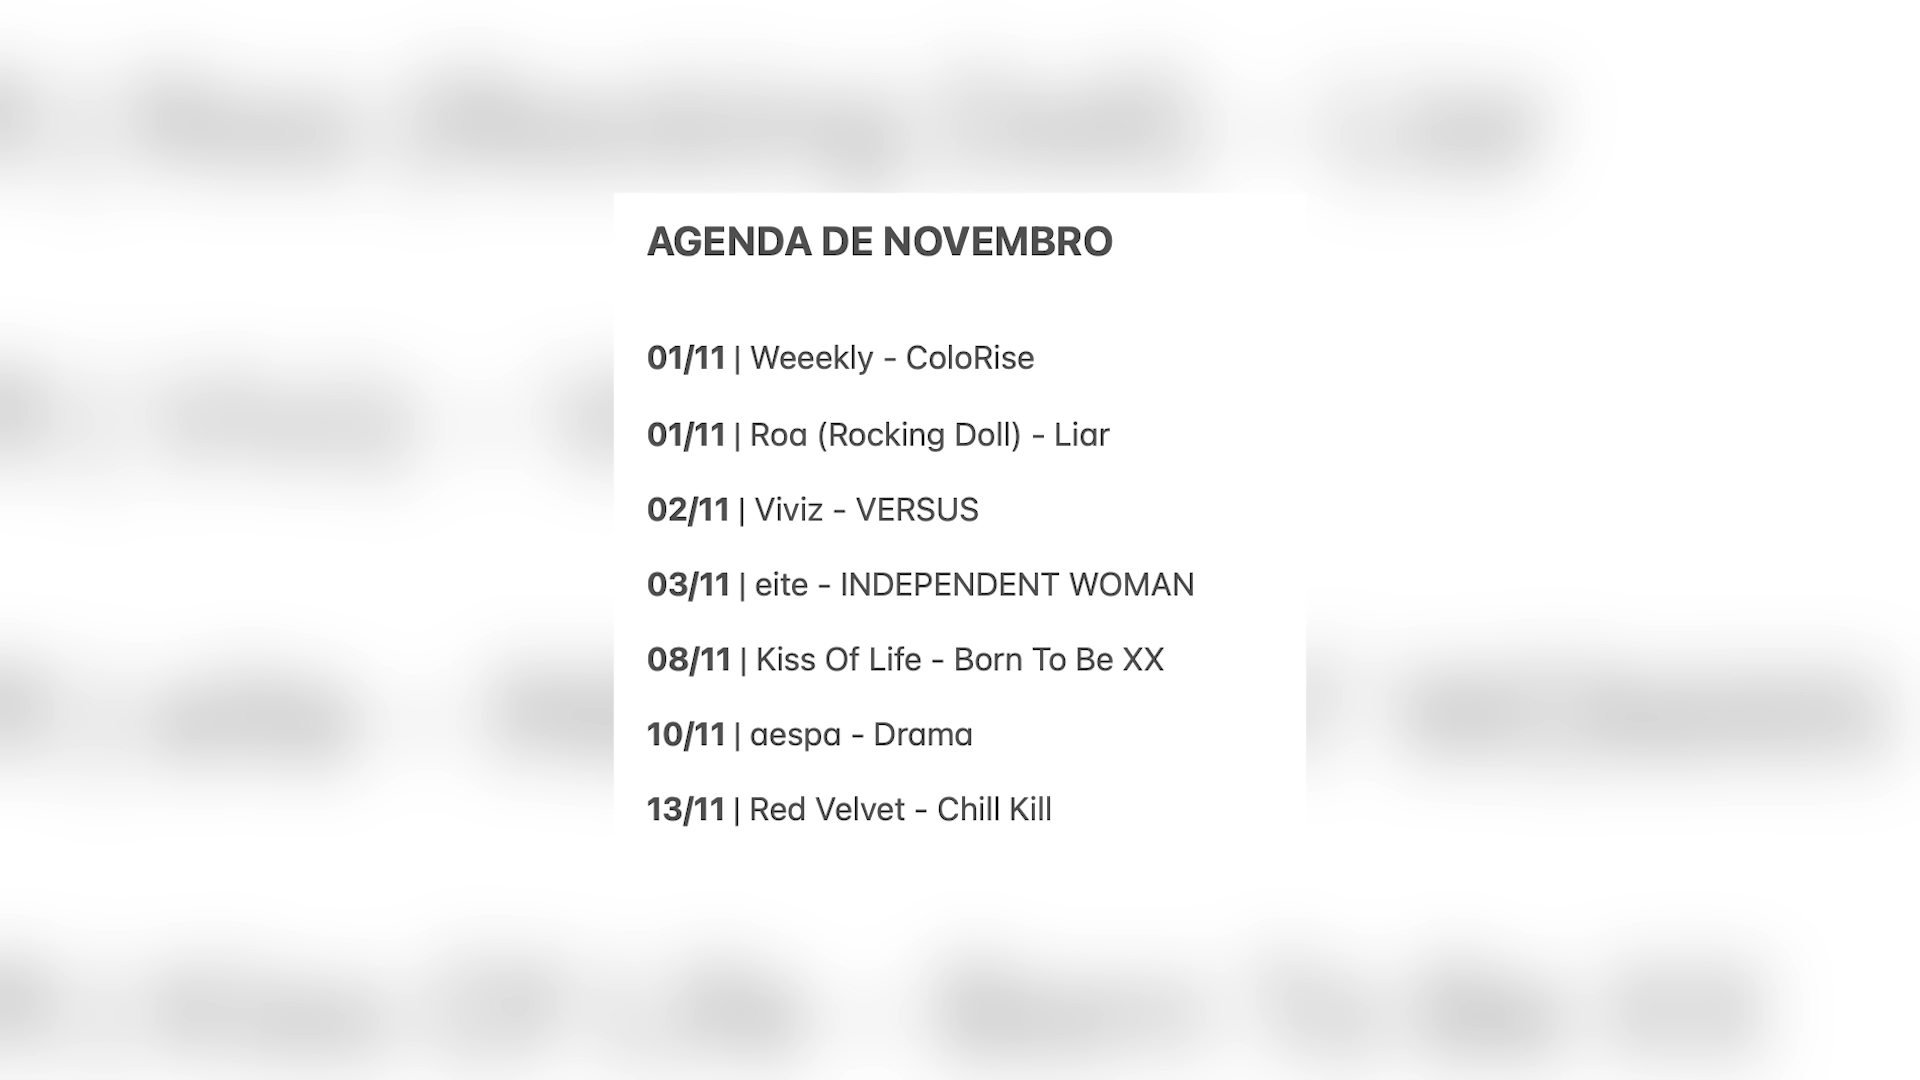 AGENDA DE NOVEMBRO
01/11 | Weeekly - ColoRise
01/11 | Roa (Rocking Doll) - Liar
02/11 | Viviz - VERSUS
03/11 | eite - INDEPENDENT WOMAN
08/11 | Kiss Of Life - Born To Be XX
10/11 | aespa - Drama
13/11 | Red Velvet - Chill Kill